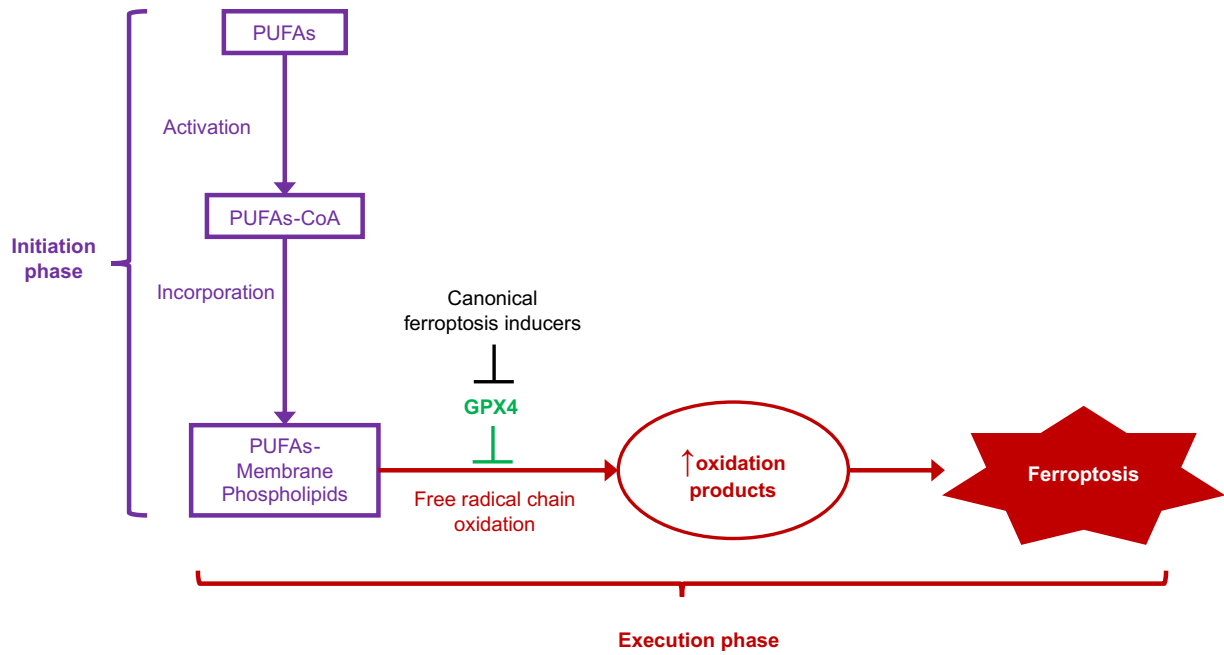 PUFAs
Activation
PUFAs-CoA
Initiation
phase
Incorporation
Canonical
ferroptosis inducers
GPX4
PUFAs-
Membrane
Phospholipids
Free radical chain
oxidation
↑oxidation
products
Ferroptosis
Execution phase